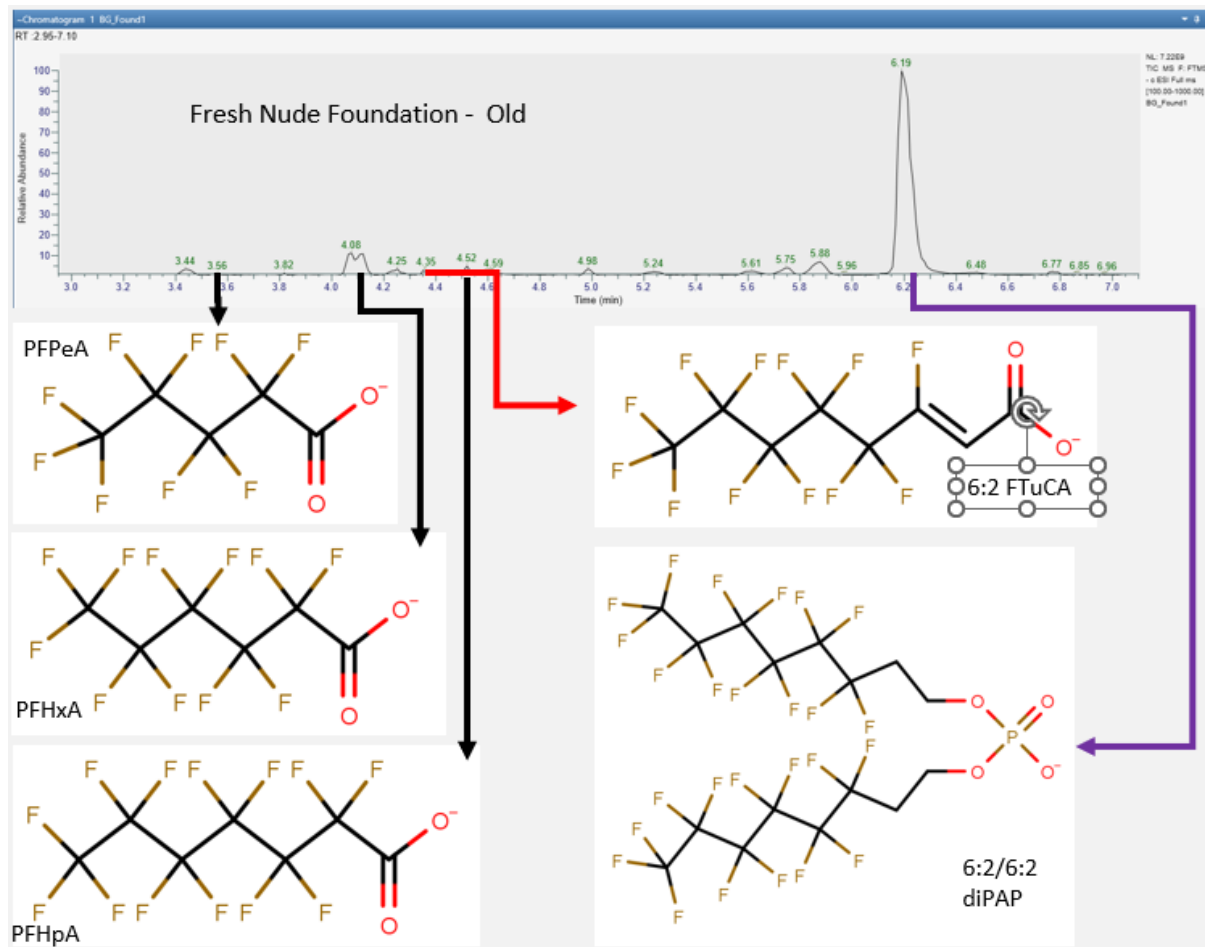 ~Chromatogram 1 BG_Found1
RT :2.95-7.10
NL: 7.22E9
TIC MS F: FTMS
- c ESI Full ms
[100.00-1000.00]
BG_Found1
Fresh Nude Foundation - Old
Relative Abundance
100
90
80
70
60
50
40
30
20
10
3.44
3.56
3.82
4.08
4.25
4.35
4.52
4.59
4.98
5.24
5.61
5.75
5.88
5.96
6.19
6.48
6.77
6.85
6.96
3.0 3.2 3.4 3.6 3.8 4.0 4.2 4.4 4.6 4.8 5.0 5.2 5.4 5.6 5.8 6.0 6.2 6.4 6.6 6.8 7.0
Time (min)
PFPeA
F F F F F F F F F O O⁻
6:2 FTuCA
F F F F F F F F F F F F O O⁻
PFHxA
F F F F F F F F F F F O O⁻
PFHpA
F F F F F F F F F F F F F O O⁻
6:2/6:2
diPAP
F F F F F F F F F F F F F
O O P O O⁻
F F F F F F F F F F F F F